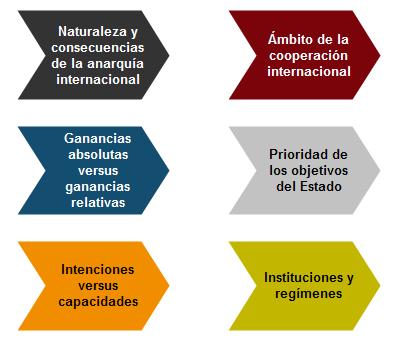 Naturaleza y
consecuencias
de la anarquía
internacional
Ámbito de la
cooperación
internacional
Ganancias
absolutas
versus
ganancias
relativas
Prioridad de
los objetivos
del Estado
Intenciones
versus
capacidades
Instituciones y
regímenes